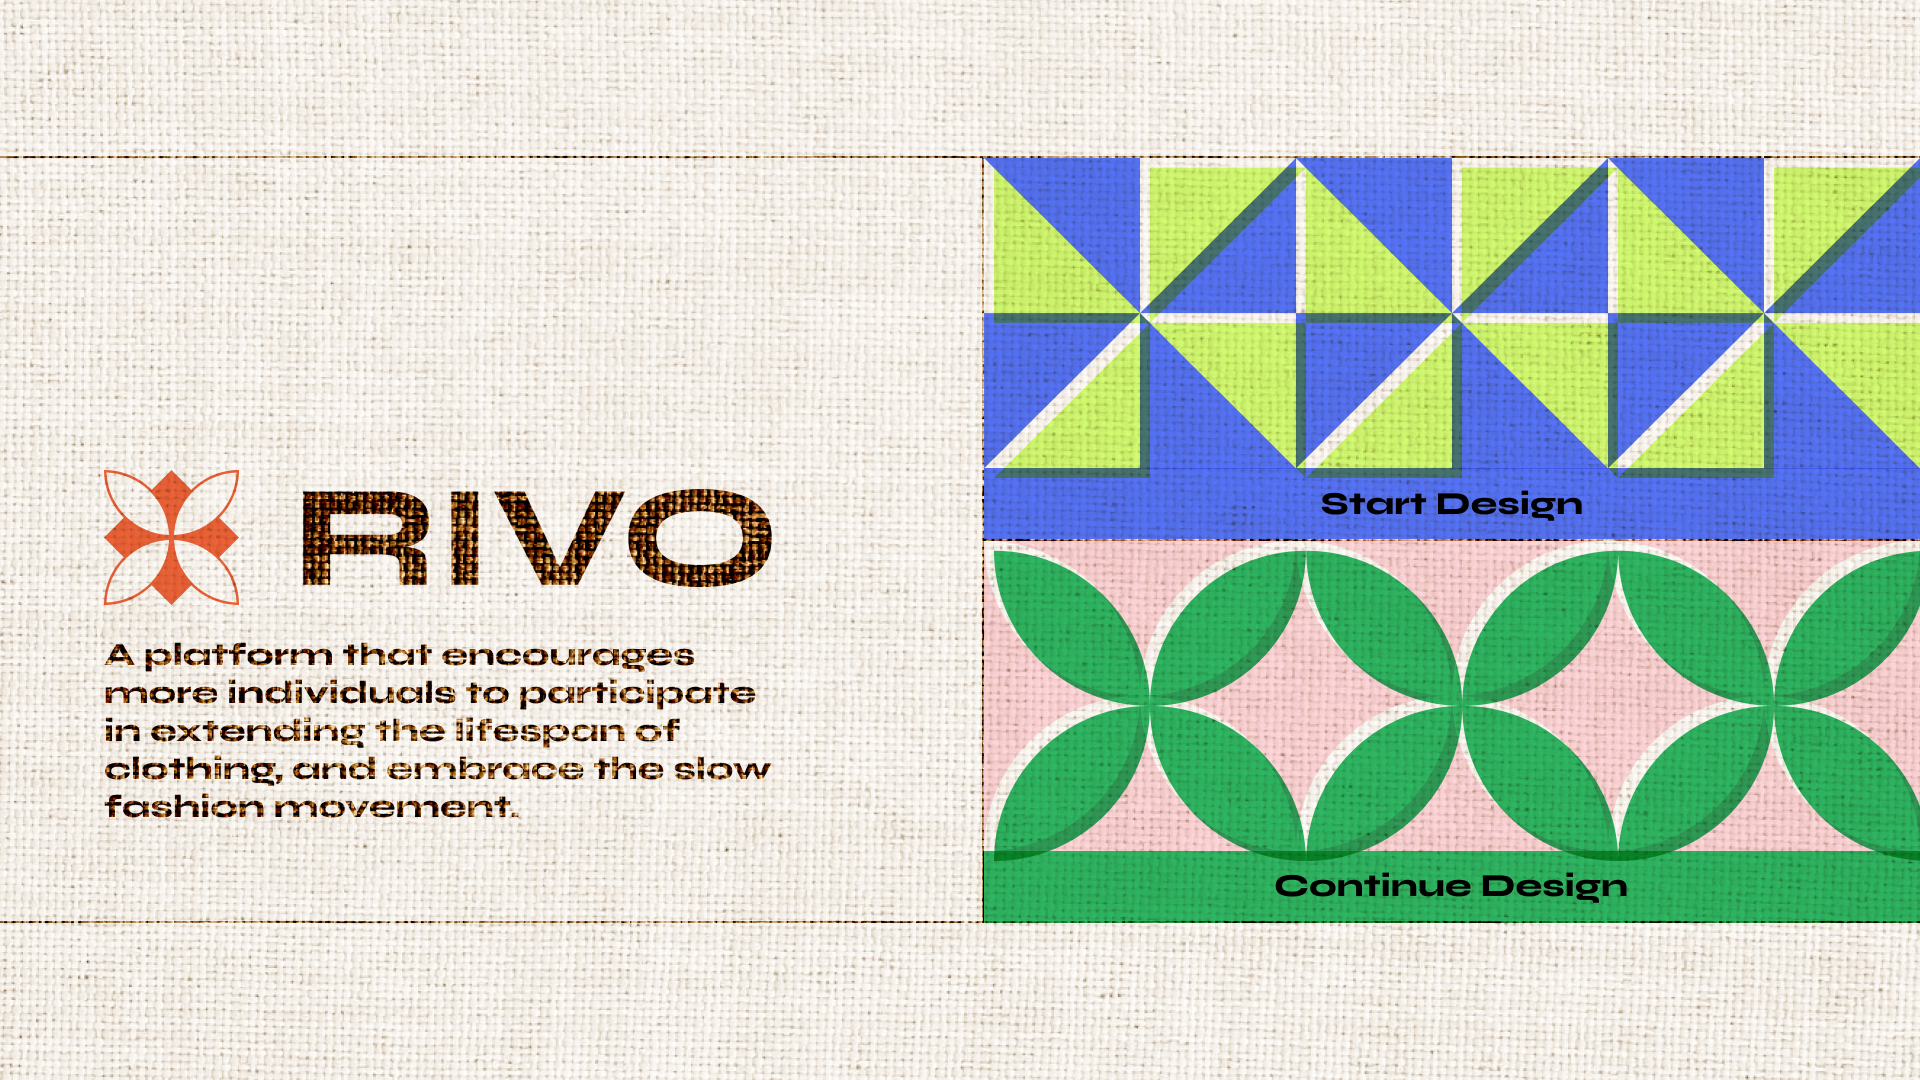 RIVO
A platform that encourages
more individuals to participate
in extending the lifespan of
clothing, and embrace the slow
fashion movement.
Start Design
Continue Design